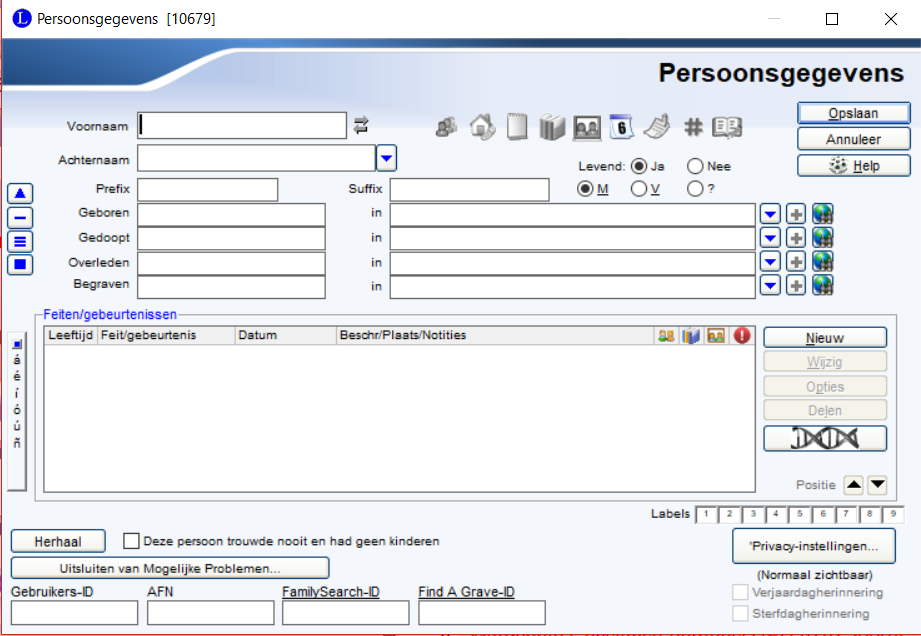 L Persoonsgegevens [10679]
Persoonsgegevens
Voornaam
6
#
Opslaan
Achternaam
Levend: Ja Nee
Annuleer
Prefix
Suffix
M V ?
Help
Geboren in
Gedoopt in
Overleden in
Begraven in
Feiten/gebeurtenissen
Leeftijd Feit/gebeurtenis Datum Beschr/Plaats/Notities
Nieuw
Wijzig
Opties
Delen
á
é
í
ó
ú
ñ
Positie
Labels 1 2 3 4 5 6 7 8 9
Herhaal
Deze persoon trouwde nooit en had geen kinderen
*Privacy-instellingen...
Uitsluiten van Mogelijke Problemen...
(Normaal zichtbaar)
Gebruikers-ID AFN FamilySearch-ID Find A Grave-ID
Verjaardagherinnering
Sterfdagherinnering